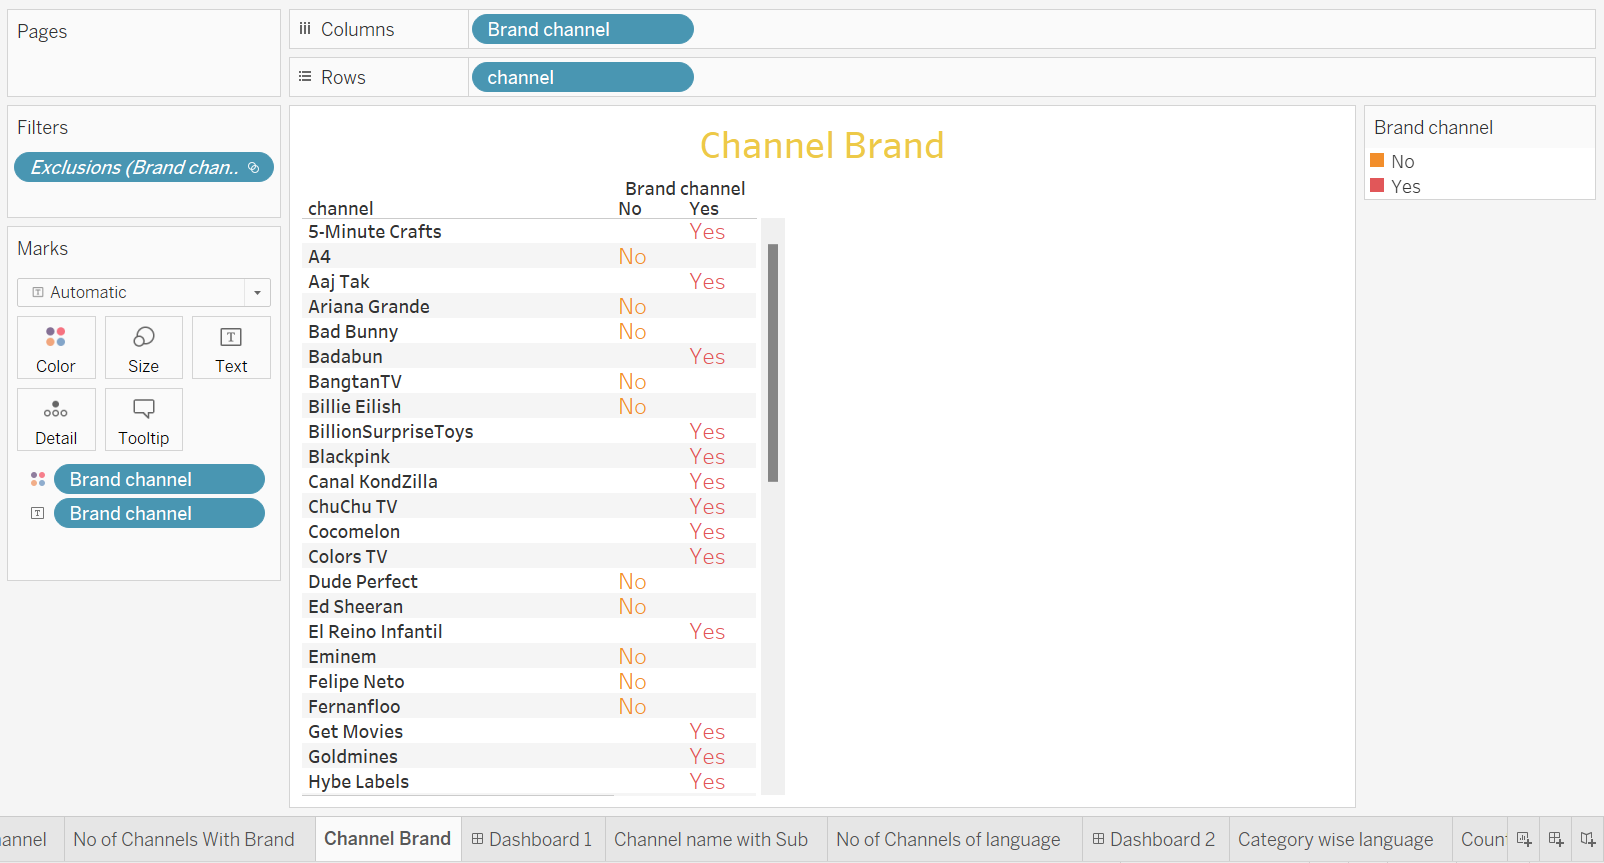 Pages
Columns
Brand channel
Rows
channel
Filters
Exclusions (Brand chan..
Marks
Automatic
Color
Size
Text
Detail
Tooltip
Brand channel
Brand channel
Channel Brand
Brand channel
channel No Yes
5-Minute Crafts Yes
A4 No
Aaj Tak Yes
Ariana Grande No
Bad Bunny No
Badabun Yes
BangtanTV No
Billie Eilish No
BillionSurpriseToys Yes
Blackpink Yes
Canal KondZilla Yes
ChuChu TV Yes
Cocomelon Yes
Colors TV Yes
Dude Perfect No
Ed Sheeran No
El Reino Infantil Yes
Eminem No
Felipe Neto No
Fernanfloo No
Get Movies Yes
Goldmines Yes
Hybe Labels Yes
Brand channel
No
Yes
annel No of Channels With Brand Channel Brand Dashboard 1 Channel name with Sub No of Channels of language Dashboard 2 Category wise language Coun